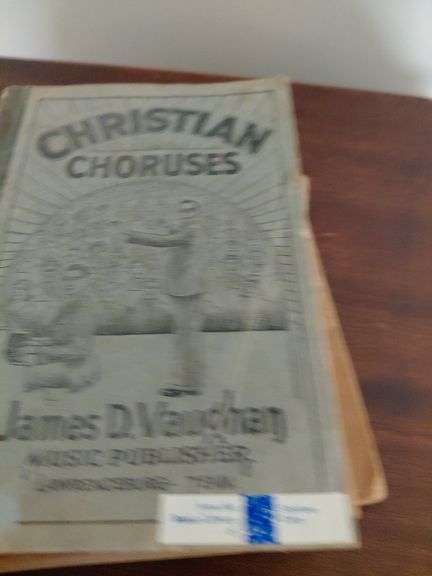 CHRISTIAN
CHORUSES
James D. Vaughan
MUSIC PUBLISHER
LAWRENCEBURG TENN.